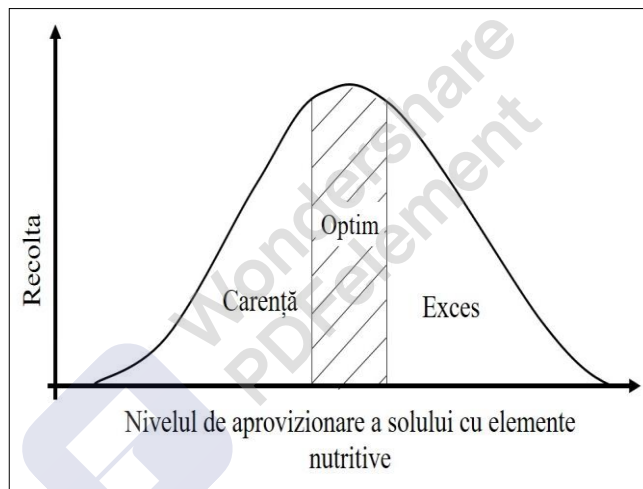 Recolta
Optim
Carență
Exces
Nivelul de aprovizionare a solului cu elemente
nutritive
Wondershare
PDFelement